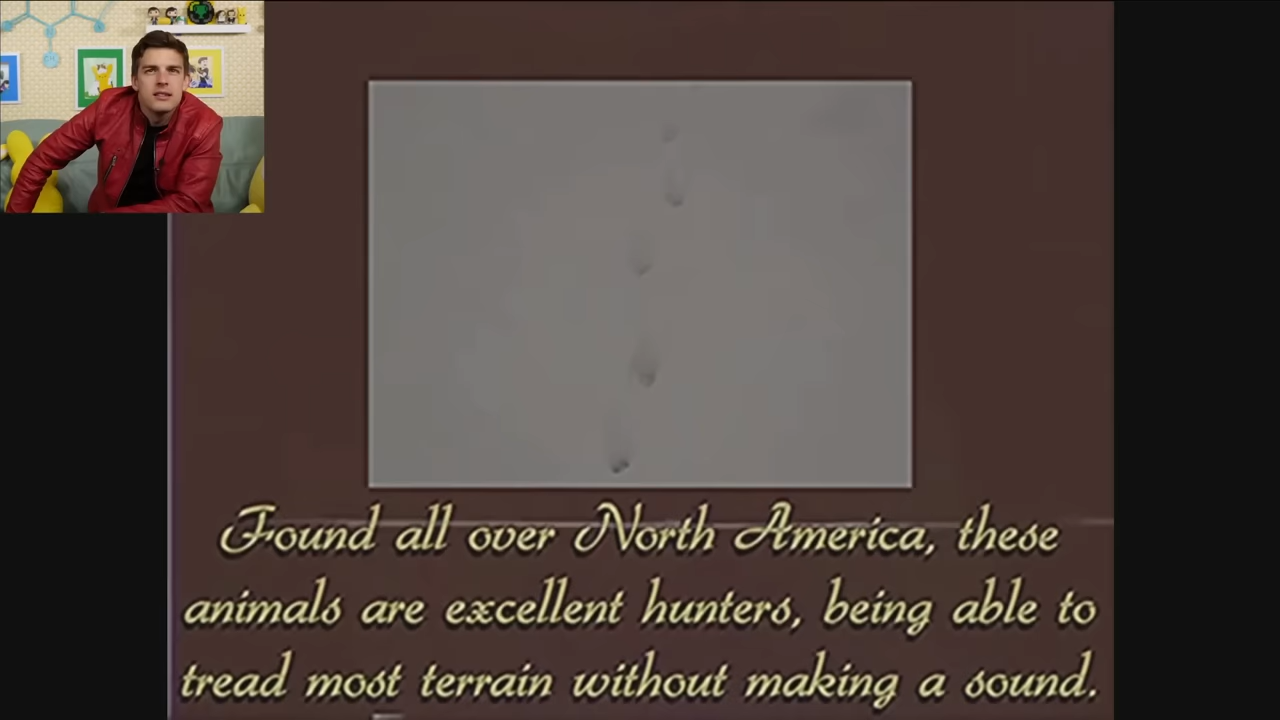 Found all over North America, these
animals are excellent hunters, being able to
tread most terrain without making a sound.